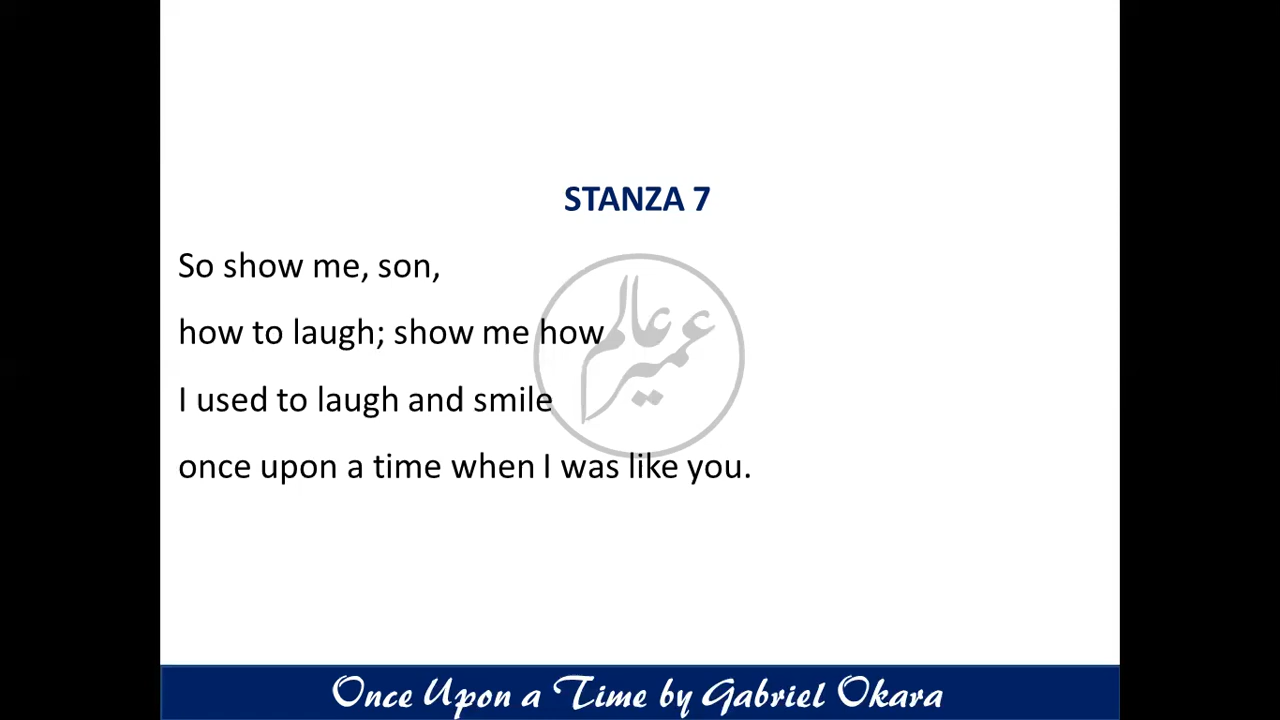 STANZA 7
So show me, son,
how to laugh; show me how
I used to laugh and smile
once upon a time when I was like you.
عمیر عالم
Once Upon a Time by Gabriel Okara